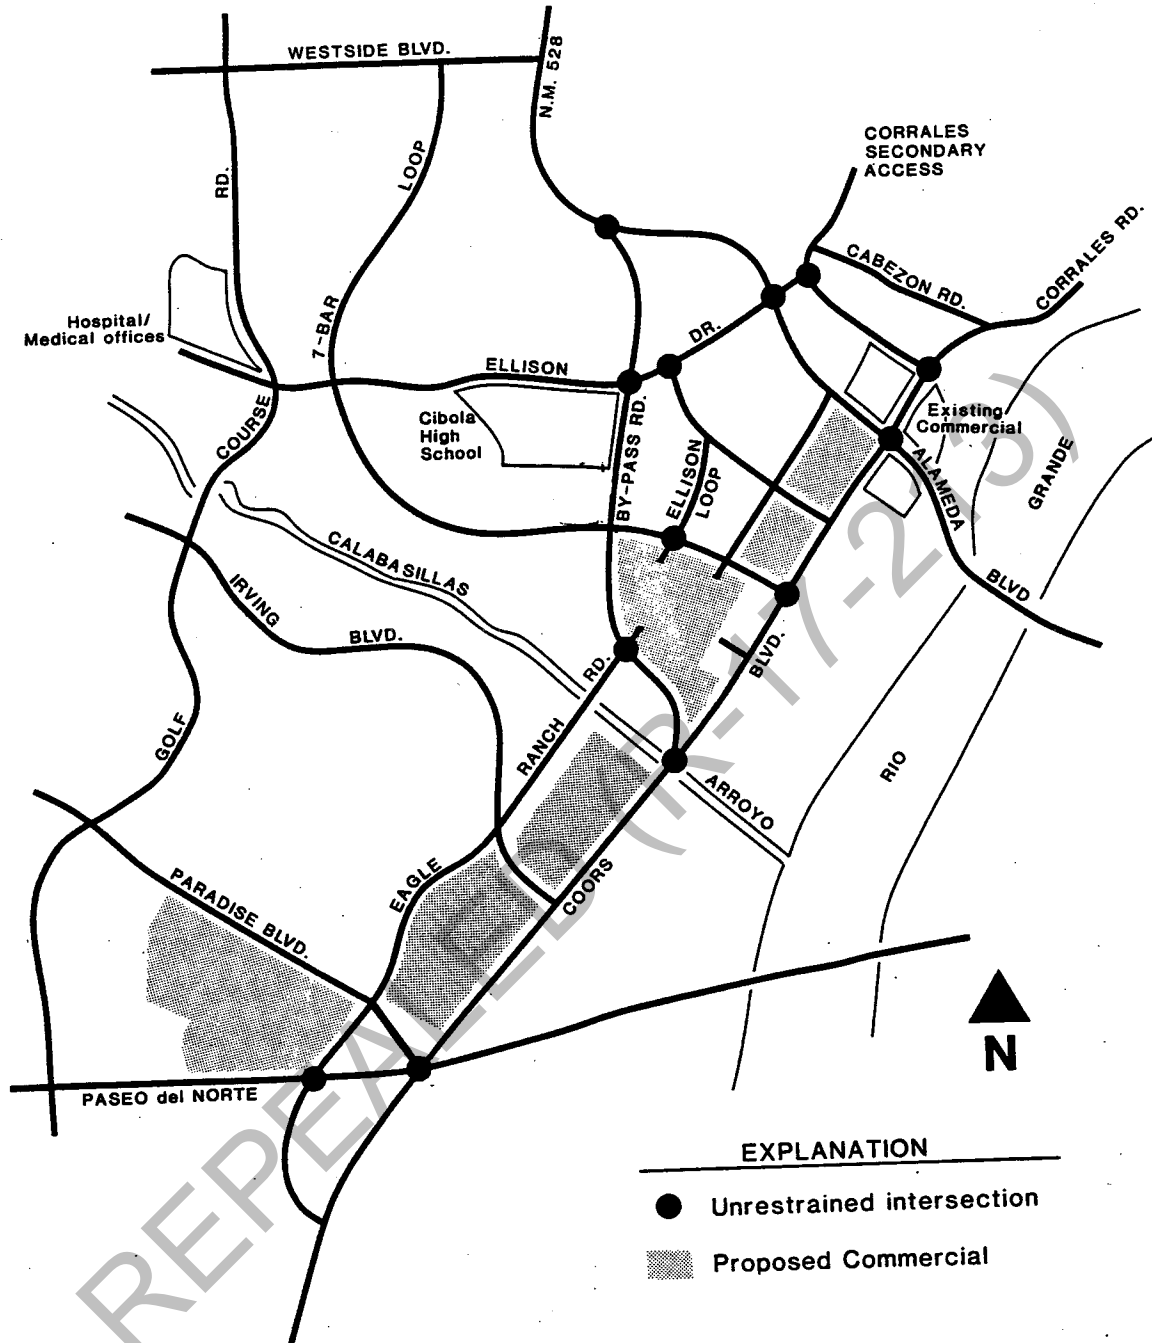 WESTSIDE BLVD.
N.M. 528
CORRALES
SECONDARY
ACCESS
RD.
LOOP
CORRALES RD.
CABEZON RD.
Hospital/
Medical offices
7-BAR
DR.
ELLISON
COURSE
Cibola
High
School
BY-PASS RD.
ELLISON
LOOP
Existing
Commercial
ALAMEDA
GRANDE
CALABASILLAS
IRVING
BLVD.
BLVD
BLVD.
RD.
GOLF
RANCH
RIO
ARROYO
EAGLE
COORS
PARADISE BLVD.
PASEO del NORTE
N
EXPLANATION
Unrestrained intersection
Proposed Commercial
REPEALED (R-17-213)